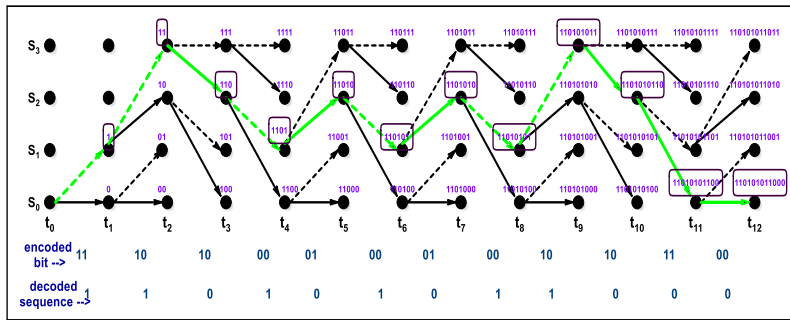 11 111 1111 11011 110111 1101011 11010111 110101011 1101010111 11010101111 110101011011
S3
10 110 1110 11010 110110 1101010 11010110 110101010 1101010110 11010101110 110101011010
S2
1 01 101 1101 11001 110101 1101001 11010101 110101001 11010101101 110101011001
S1
0 00 100 1100 11000 110100 1101000 11010100 110101000 1101010100 11010101100 110101011000
S0
t0 t1 t2 t3 t4 t5 t6 t7 t8 t9 t10 t11 t12
encoded
bit --> 11 10 10 00 01 00 01 00 10 10 11 00
decoded
sequence--> 1 1 0 1 0 1 0 1 1 0 0 0